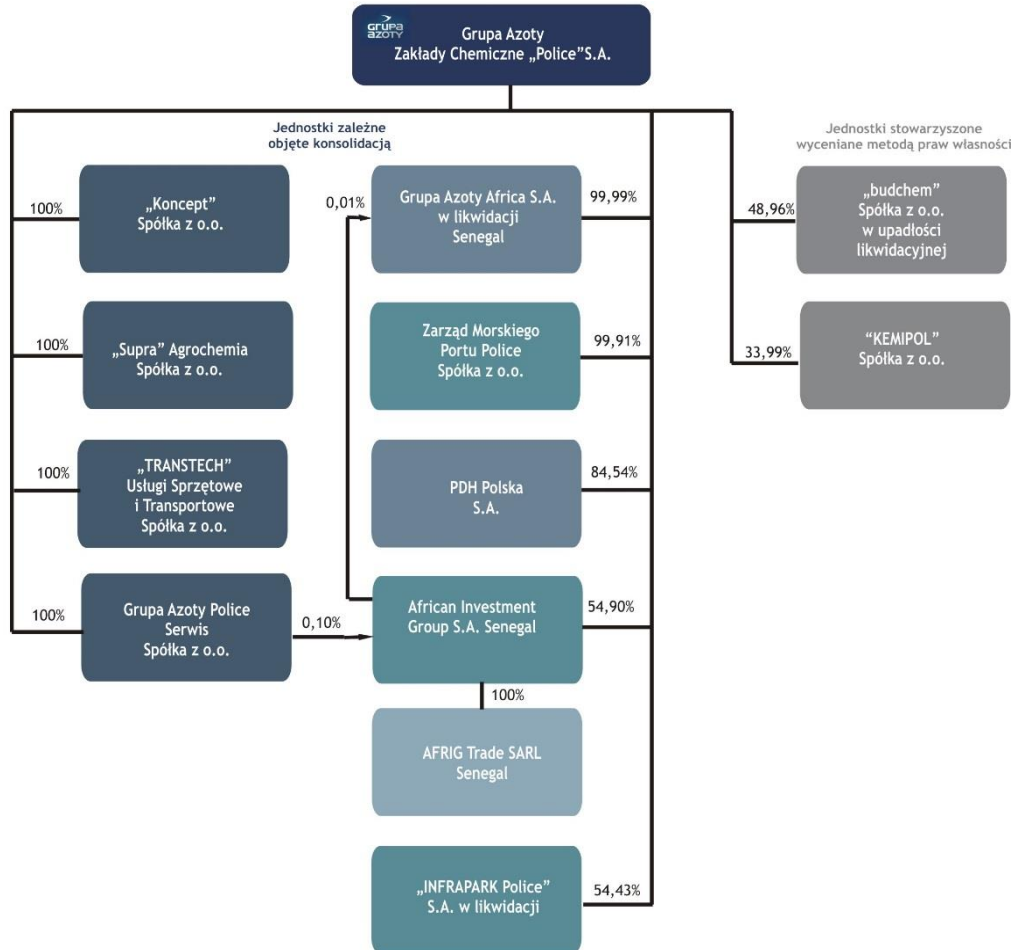 GRUPA
AZOTY
Grupa Azoty
Zakłady Chemiczne „Police”S.A.
Jednostki zależne
objęte konsolidacją
Jednostki stowarzyszone
wyceniane metodą praw własności
100%
„Koncept”
Spółka z o.o.
0,01%
Grupa Azoty Africa S.A.
w likwidacji
Senegal
99,99%
48,96%
„budchem”
Spółka z o.o.
w upadłości
likwidacyjnej
100%
„Supra” Agrochemia
Spółka z o.o.
Zarząd Morskiego
Portu Police
Spółka z o.o.
99,91%
33,99%
“KEMIPOL”
Spółka z o.o.
100%
„TRANSTECH”
Usługi Sprzętowe
i Transportowe
Spółka z o.o.
PDH Polska
S.A.
84,54%
100%
Grupa Azoty Police
Serwis
Spółka z o.o.
0,10%
African Investment
Group S.A. Senegal
54,90%
100%
AFRIG Trade SARL
Senegal
„INFRAPARK Police”
S.A. w likwidacji
54,43%